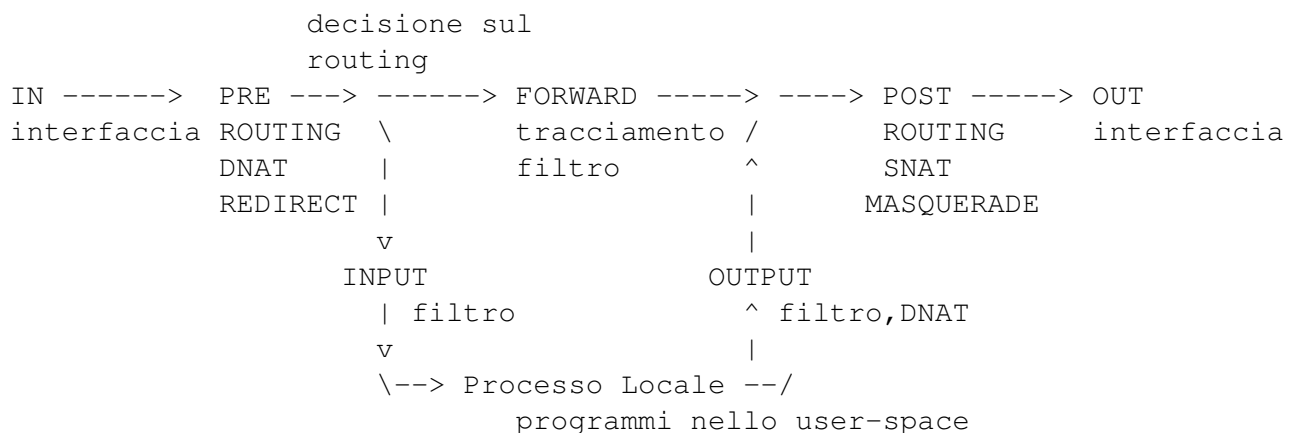 decisione sul
routing
IN ------> PRE ---> ------> FORWARD -----> ----> POST -----> OUT
interfaccia ROUTING \ tracciamento / ROUTING interfaccia
DNAT | filtro ^ SNAT
REDIRECT | | MASQUERADE
v |
INPUT OUTPUT
| filtro ^ filtro,DNAT
v |
\--> Processo Locale --/
programmi nello user-space